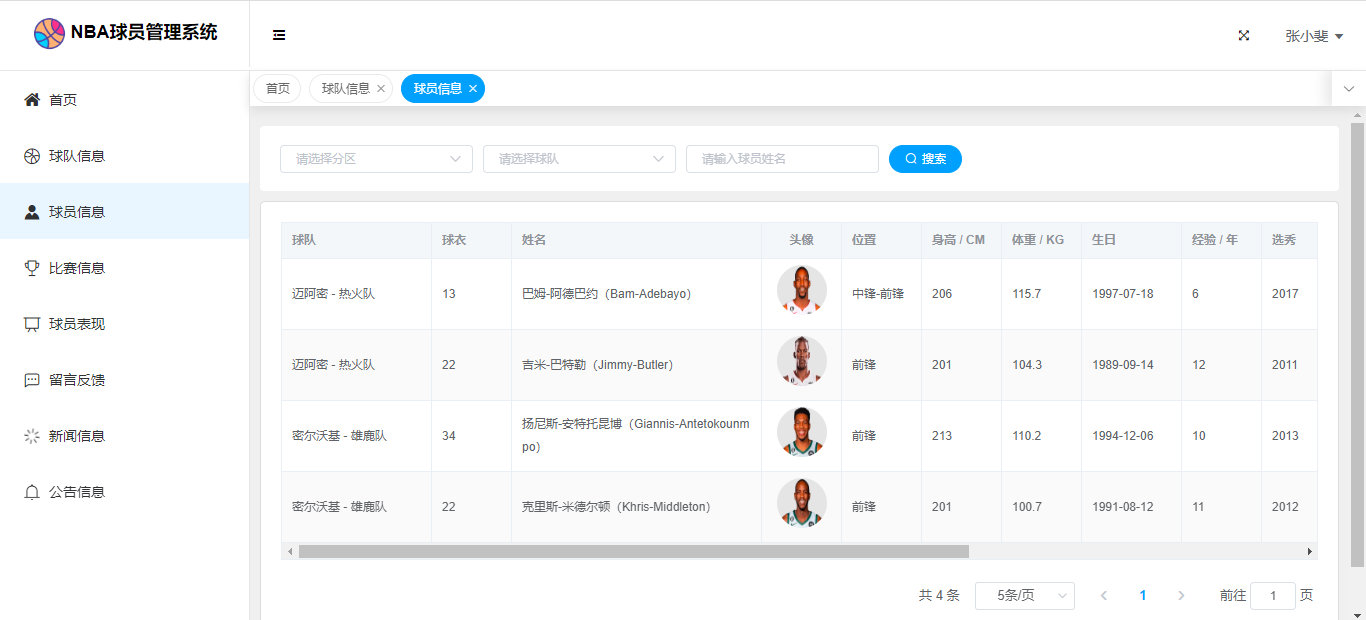 NBA球员管理系统
张小斐
首页
球队信息
球员信息
首页
球队信息
球员信息
比赛信息
球员表现
留言反馈
新闻信息
公告信息
请选择分区
请选择球队
请输入球员姓名
搜索
球队 球衣 姓名 头像 位置 身高 / CM 体重 / KG 生日 经验 / 年 选秀
迈阿密 - 热火队 13 巴姆-阿德巴约（Bam-Adebayo） 中锋-前锋 206 115.7 1997-07-18 6 2017
迈阿密 - 热火队 22 吉米-巴特勒（Jimmy-Butler） 前锋 201 104.3 1989-09-14 12 2011
密尔沃基 - 雄鹿队 34 扬尼斯-安特托昆博（Giannis-Antetokounm
po） 前锋 213 110.2 1994-12-06 10 2013
密尔沃基 - 雄鹿队 22 克里斯-米德尔顿（Khris-Middleton） 前锋 201 100.7 1991-08-12 11 2012
共 4 条 5条/页 1 前往 1 页